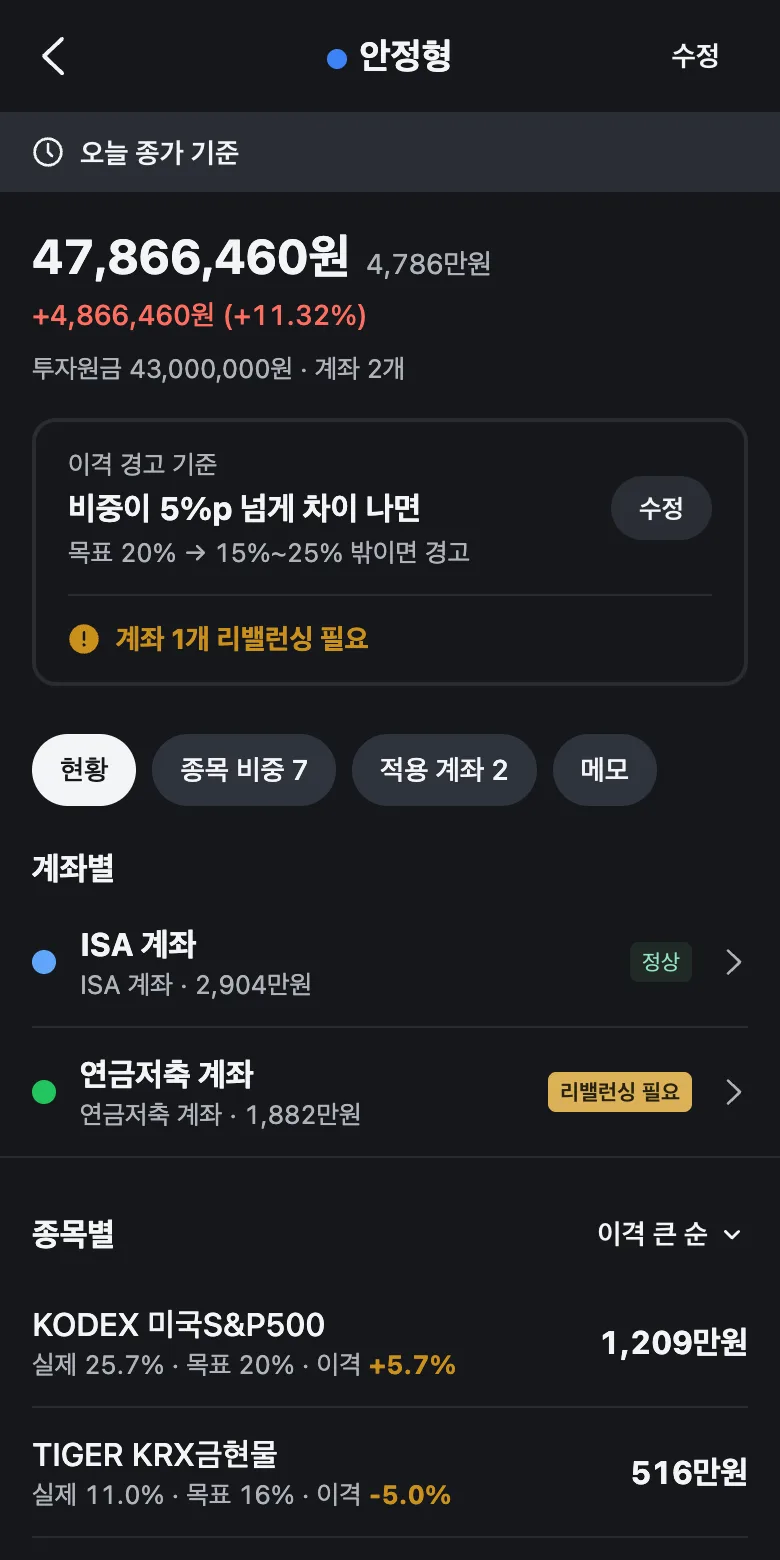 안정형
수정
오늘 종가 기준
47,866,460원 4,786만원
+4,866,460원 (+11.32%)
투자원금 43,000,000원 · 계좌 2개
이격 경고 기준
비중이 5%p 넘게 차이 나면
수정
목표 20% → 15%~25% 밖이면 경고
계좌 1개 리밸런싱 필요
현황
종목 비중 7
적용 계좌 2
메모
계좌별
ISA 계좌
ISA 계좌 · 2,904만원
정상
연금저축 계좌
연금저축 계좌 · 1,882만원
리밸런싱 필요
종목별
이격 큰 순
KODEX 미국S&P500
실제 25.7% · 목표 20% · 이격 +5.7%
1,209만원
TIGER KRX금현물
실제 11.0% · 목표 16% · 이격 -5.0%
516만원